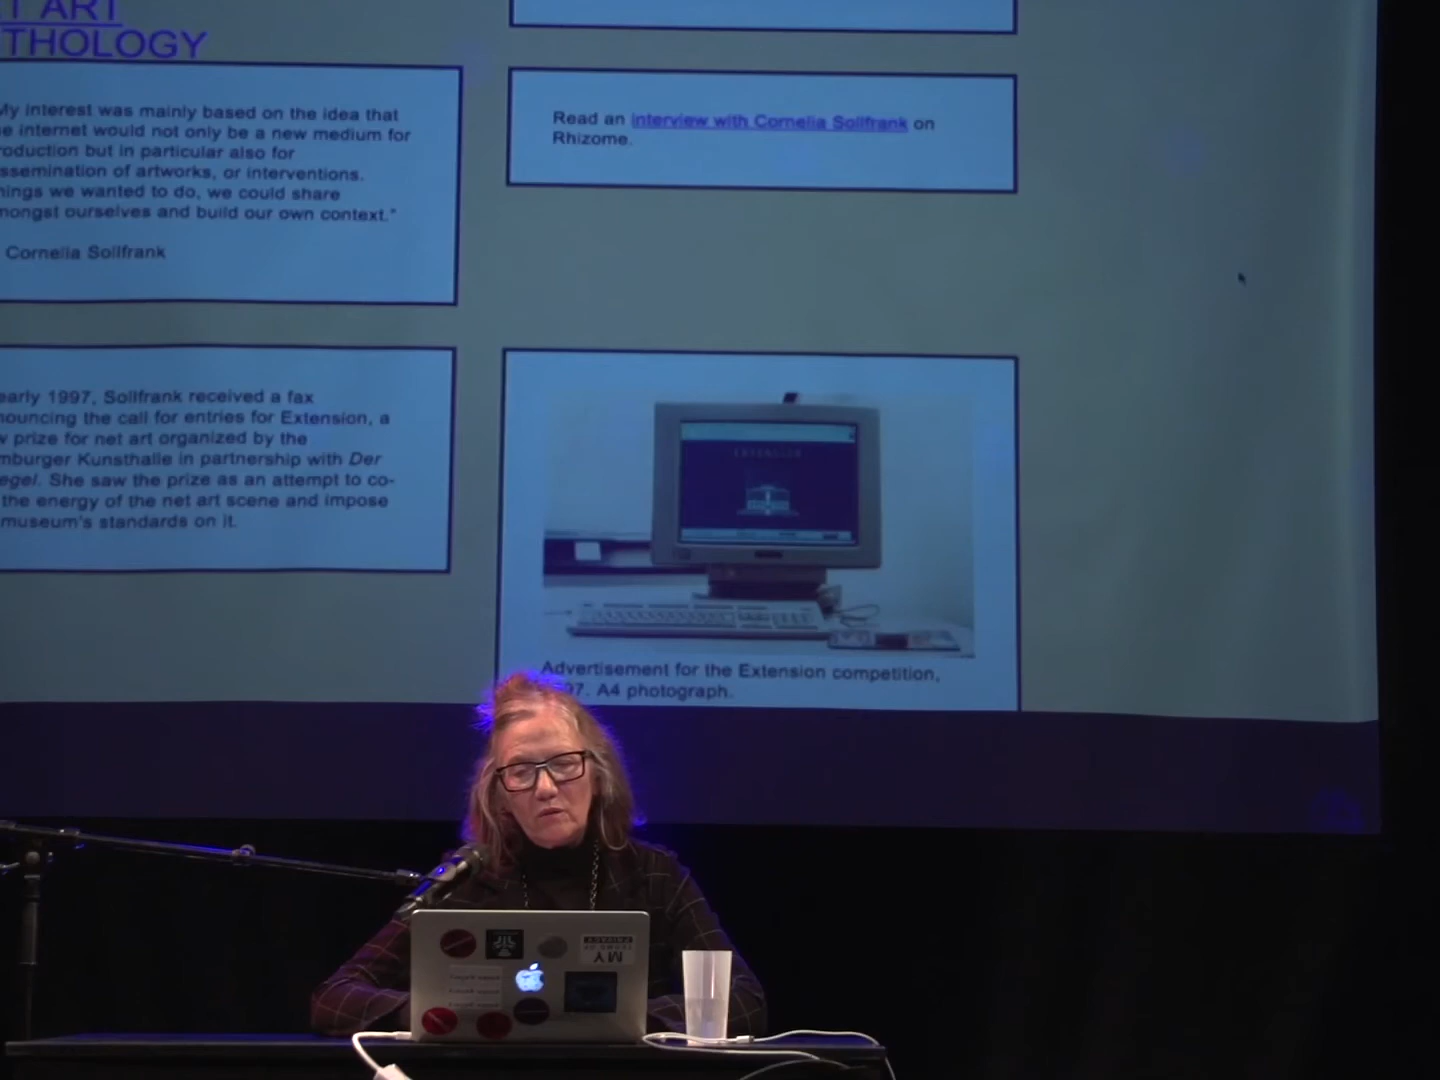 T ART
THOLOGY
My interest was mainly based on the idea that
e internet would not only be a new medium for
roduction but in particular also for
ssemination of artworks, or interventions.
hings we wanted to do, we could share
mongst ourselves and build our own context."
Cornelia Sollfrank
early 1997, Sollfrank received a fax
nouncing the call for entries for Extension, a
w prize for net art organized by the
mburger Kunsthalle in partnership with Der
egel. She saw the prize as an attempt to co-
the energy of the net art scene and impose
museum's standards on it.
Read an interview with Cornelia Sollfrank on
Rhizome.
EXTENSION
Advertisement for the Extension competition,
97. A4 photograph.
MY